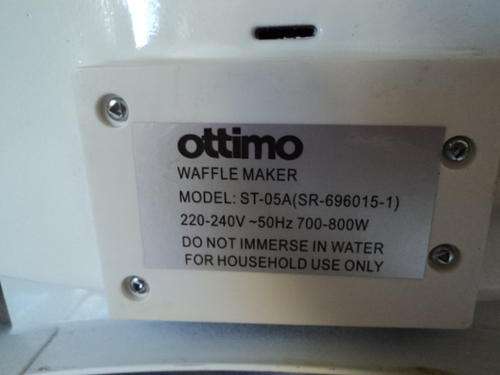 ottimo
WAFFLE MAKER
MODEL: ST-05A(SR-696015-1)
220-240V ~50Hz 700-800W
DO NOT IMMERSE IN WATER
FOR HOUSEHOLD USE ONLY